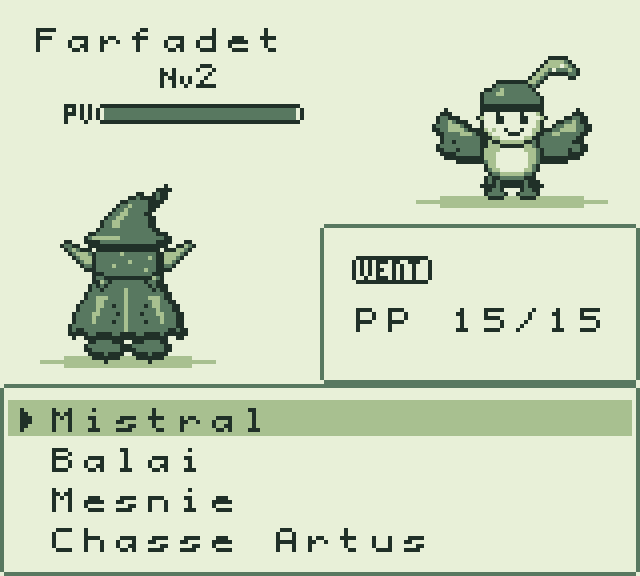 Farfadet
Nv2
PV
VENT
PP 15/15
Mistral
Balai
Mesnie
Chasse Artus